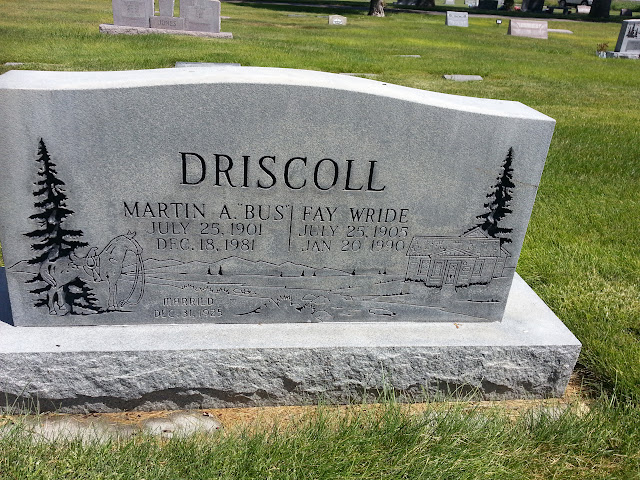 DRISCOLL
MARTIN A. "BUS" FAY WRIDE
JULY 25, 1901 JULY 25, 1905
DEC. 18, 1981 JAN 20 1990
MARRIED
DEC. 31, 1925